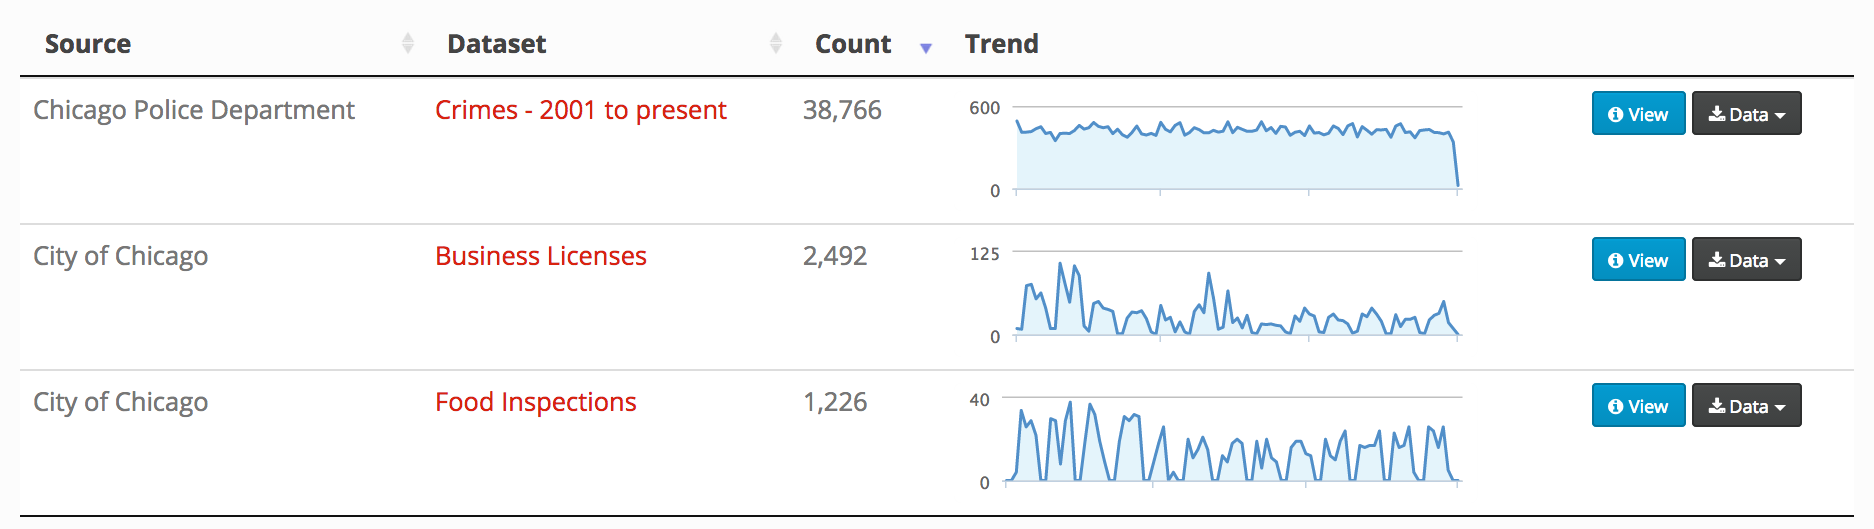 Source Dataset Count Trend
Chicago Police Department Crimes - 2001 to present 38,766 600 View Data
0
City of Chicago Business Licenses 2,492 125 View Data
0
City of Chicago Food Inspections 1,226 40 View Data
0